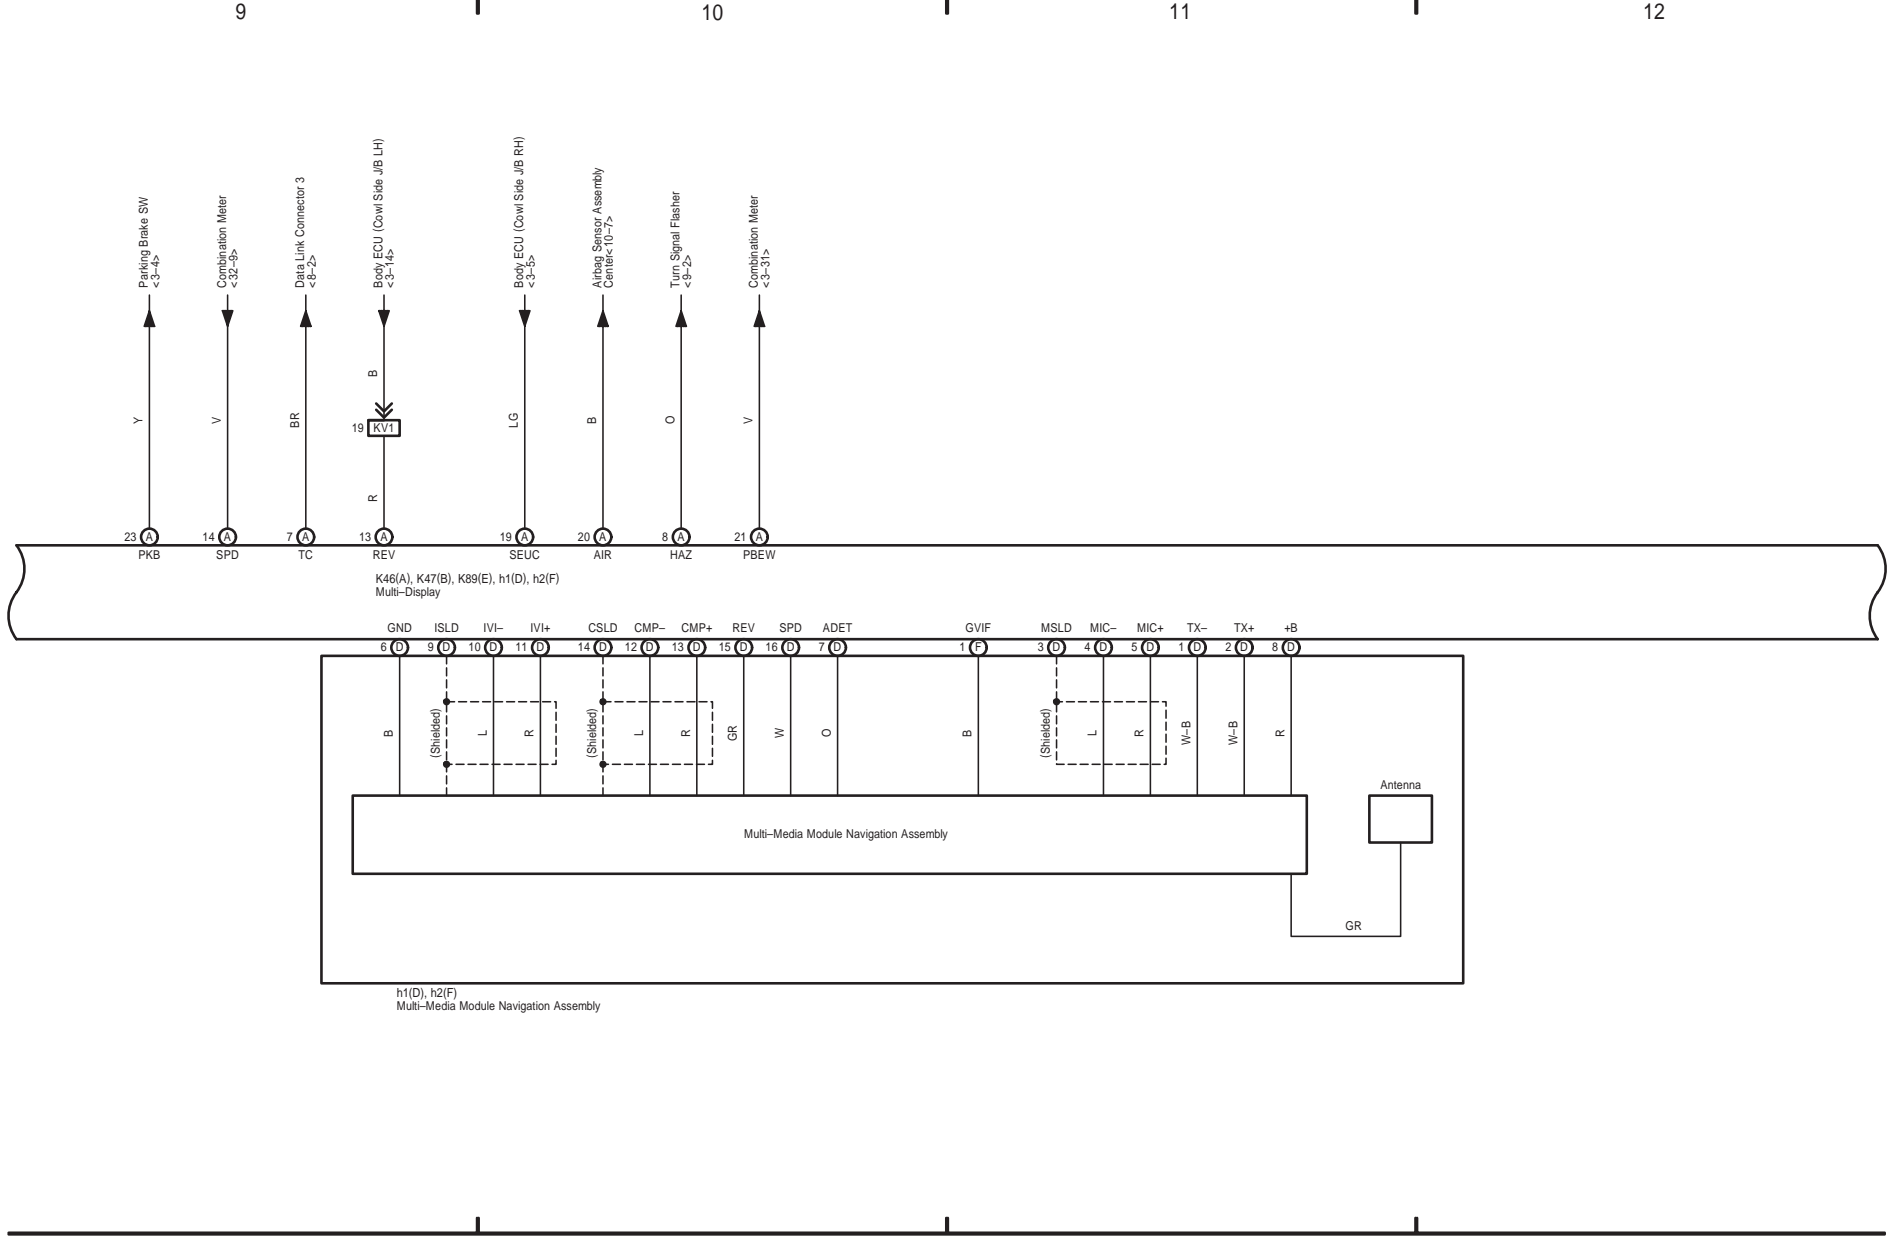 9
10
11
12
Parking Brake SW
<3–4>
Combination Meter
<32–9>
Data Link Connector 3
<8–2>
Body ECU (Cowl Side J/B LH)
<3–14>
Body ECU (Cowl Side J/B RH)
<3–5>
Airbag Sensor Assembly
Center<10–7>
Turn Signal Flasher
<9–2>
Combination Meter
<3–31>
B
Y
V
BR
19 KV1
LG
B
O
V
R
23 A
14 A
7 A
13 A
19 A
20 A
8 A
21 A
PKB
SPD
TC
REV
SEUC
AIR
HAZ
PBEW
K46(A), K47(B), K89(E), h1(D), h2(F)
Multi–Display
GND
ISLD
IVI–
IVI+
CSLD
CMP–
CMP+
REV
SPD
ADET
GVIF
MSLD
MIC–
MIC+
TX–
TX+
+B
6 D
9 D
10 D
11 D
14 D
12 D
13 D
15 D
16 D
7 D
1 F
3 D
4 D
5 D
1 D
2 D
8 D
B
(Shielded)
L
R
(Shielded)
L
R
GR
W
O
B
(Shielded)
L
R
W–B
W–B
R
Antenna
Multi–Media Module Navigation Assembly
GR
h1(D), h2(F)
Multi–Media Module Navigation Assembly